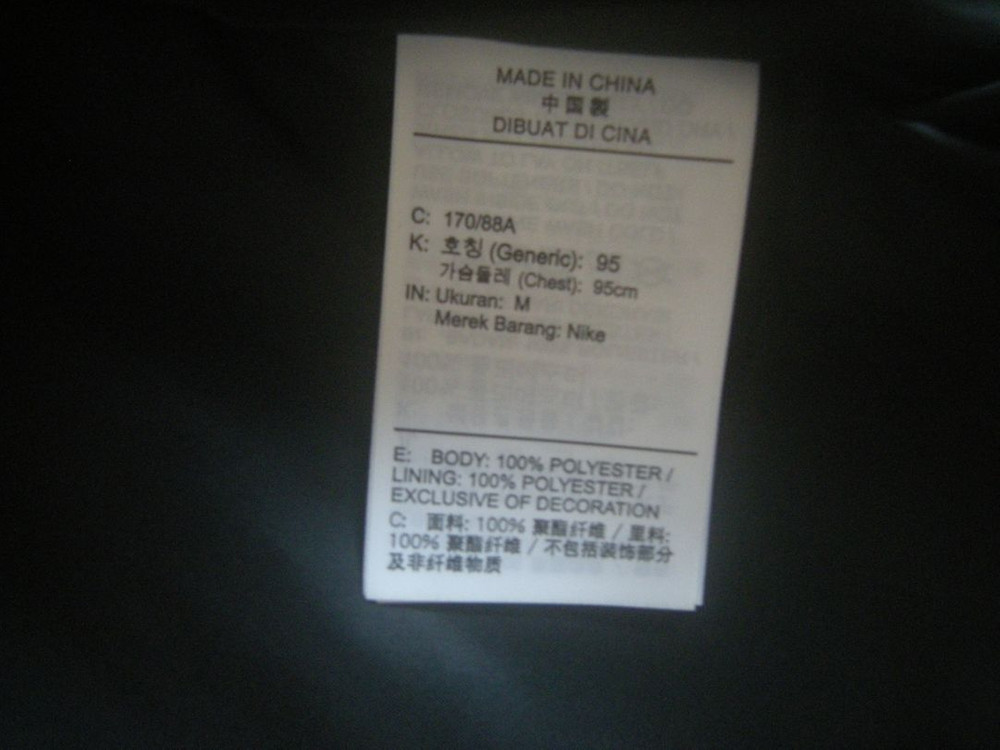 MADE IN CHINA
中国製
DIBUAT DI CINA
C: 170/88A
K: 호칭 (Generic): 95
가슴둘레 (Chest): 95cm
IN: Ukuran: M
Merek Barang: Nike
E: BODY: 100% POLYESTER /
LINING: 100% POLYESTER /
EXCLUSIVE OF DECORATION
C: 面料: 100% 聚酯纤维 / 里料:
100% 聚酯纤维 / 不包括装饰部分
及非纤维物质